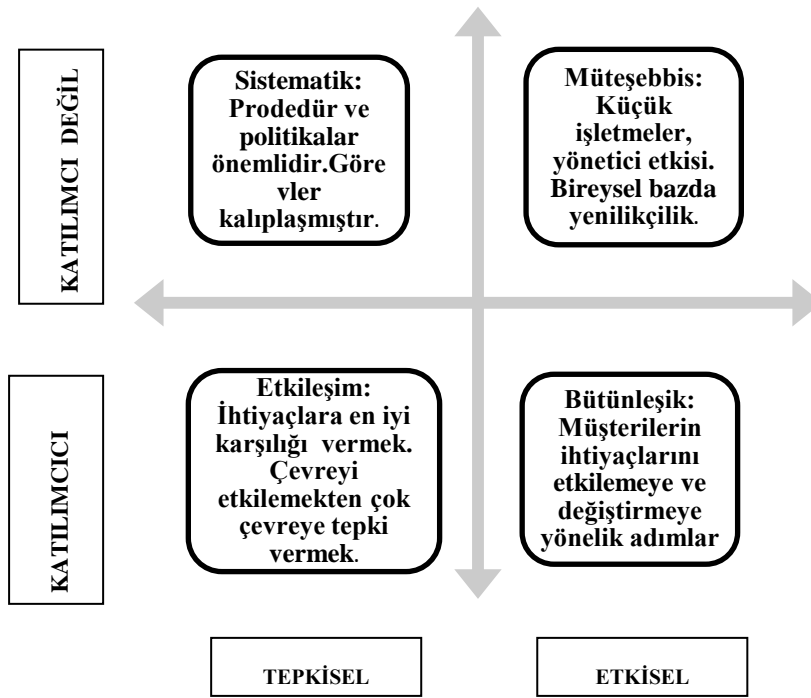 KATILIMCI DEĞİL
Sistematik:
Prodedür ve
politikalar
önemlidir.Göre
vler
kalıplaşmıştır.
Müteşebbis:
Küçük
işletmeler,
yönetici etkisi.
Bireysel bazda
yenilikçilik.
KATILIMCICI
Etkileşim:
İhtiyaçlara en iyi
karşılığı vermek.
Çevreyi
etkilemekten çok
çevreye tepki
vermek.
Bütünleşik:
Müşterilerin
ihtiyaçlarını
etkilemeye ve
değiştirmeye
yönelik adımlar
TEPKİSEL
ETKİSEL